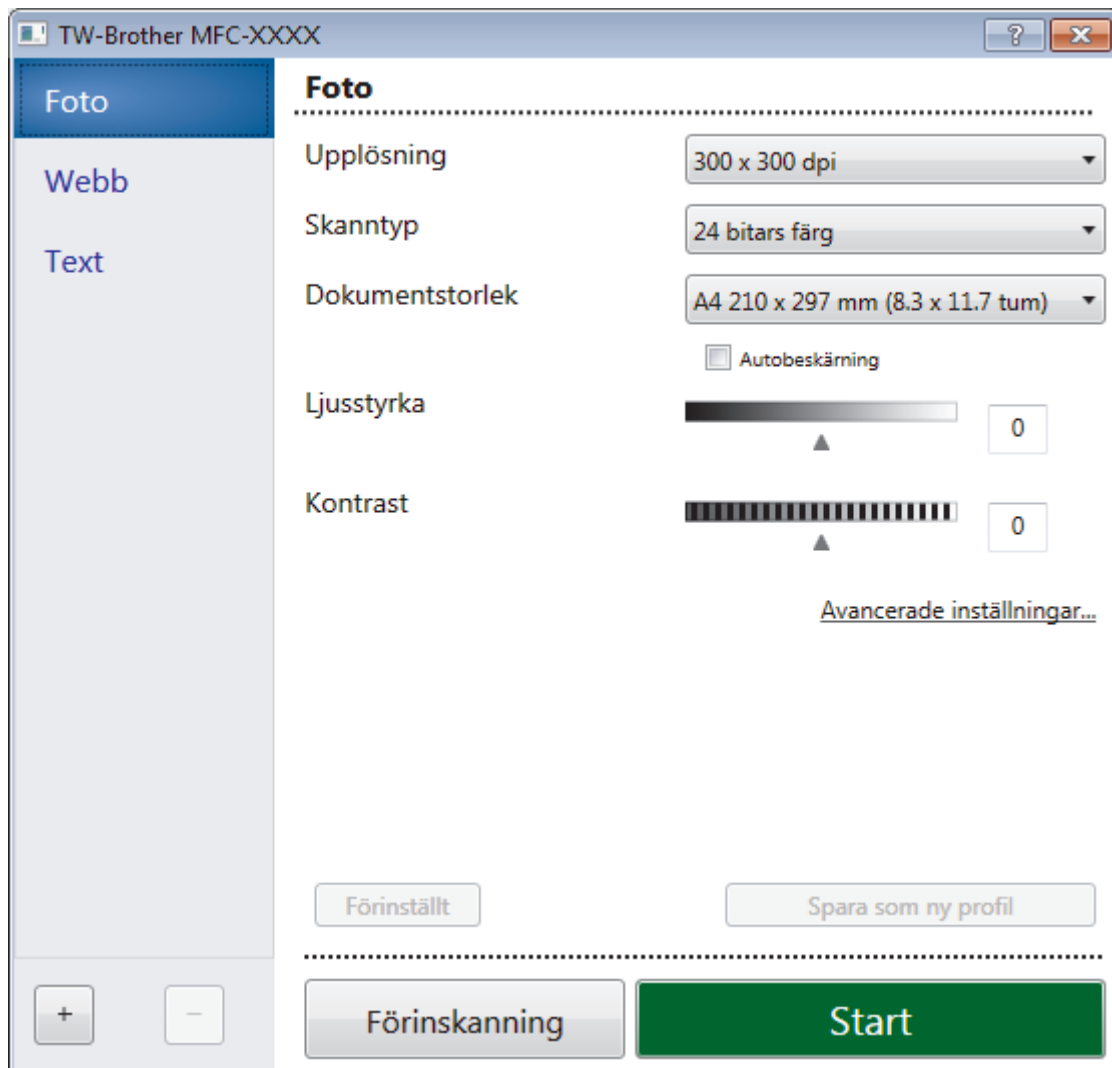 TW-Brother MFC-XXXX
?
Foto
Webb
Text
Foto
Upplösning
300 x 300 dpi
Skanntyp
24 bitars färg
Dokumentstorlek
A4 210 x 297 mm (8.3 x 11.7 tum)
Autobeskärning
Ljusstyrka
0
Kontrast
0
Avancerade inställningar...
Förinställt
Spara som ny profil
+
−
Förinskanning
Start